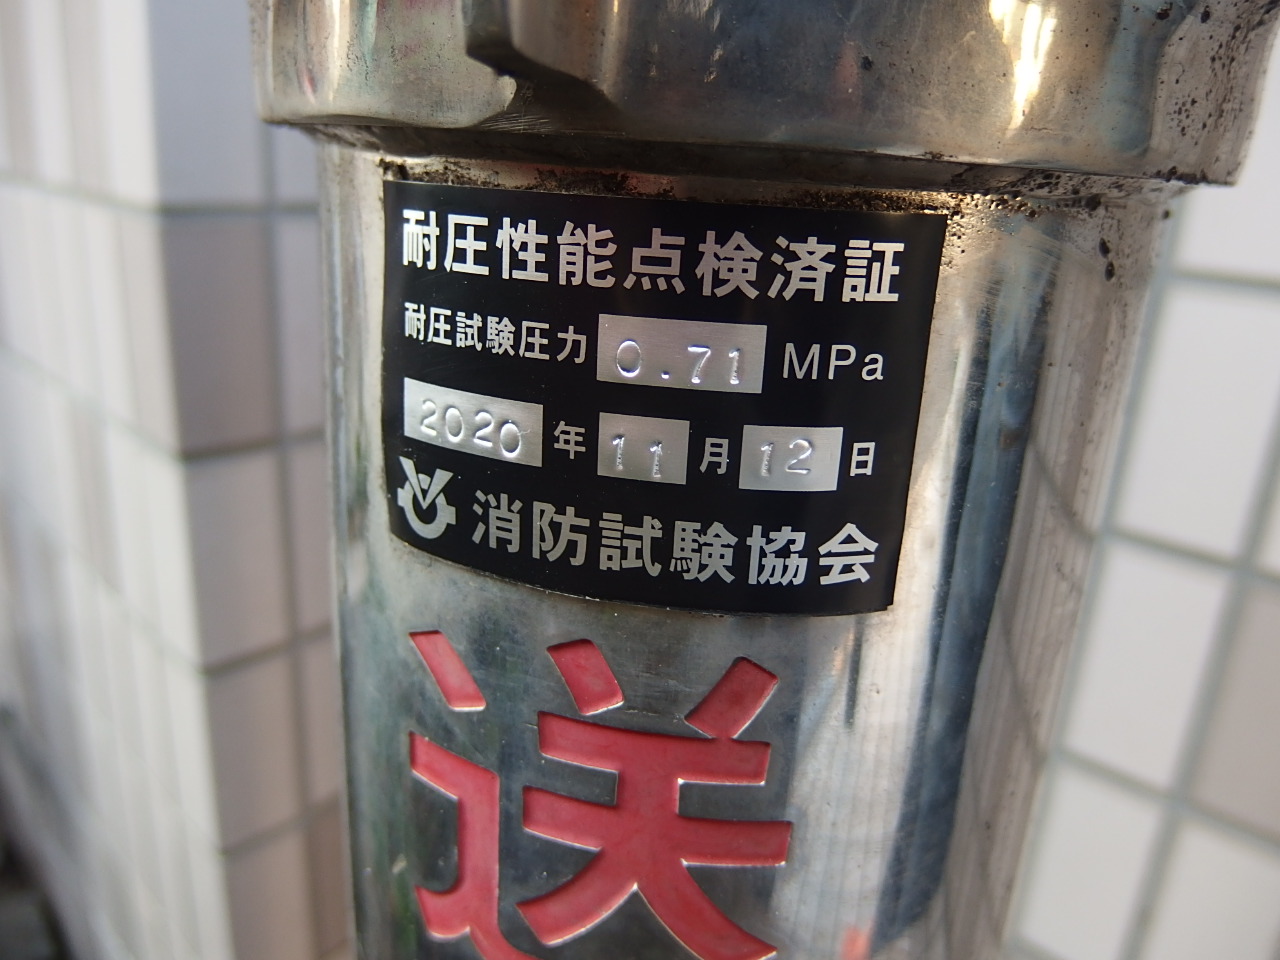 耐圧性能点検済証
耐圧試験圧力 0.71 MPa
2020 年 11 月 12 日
消防試験協会
送